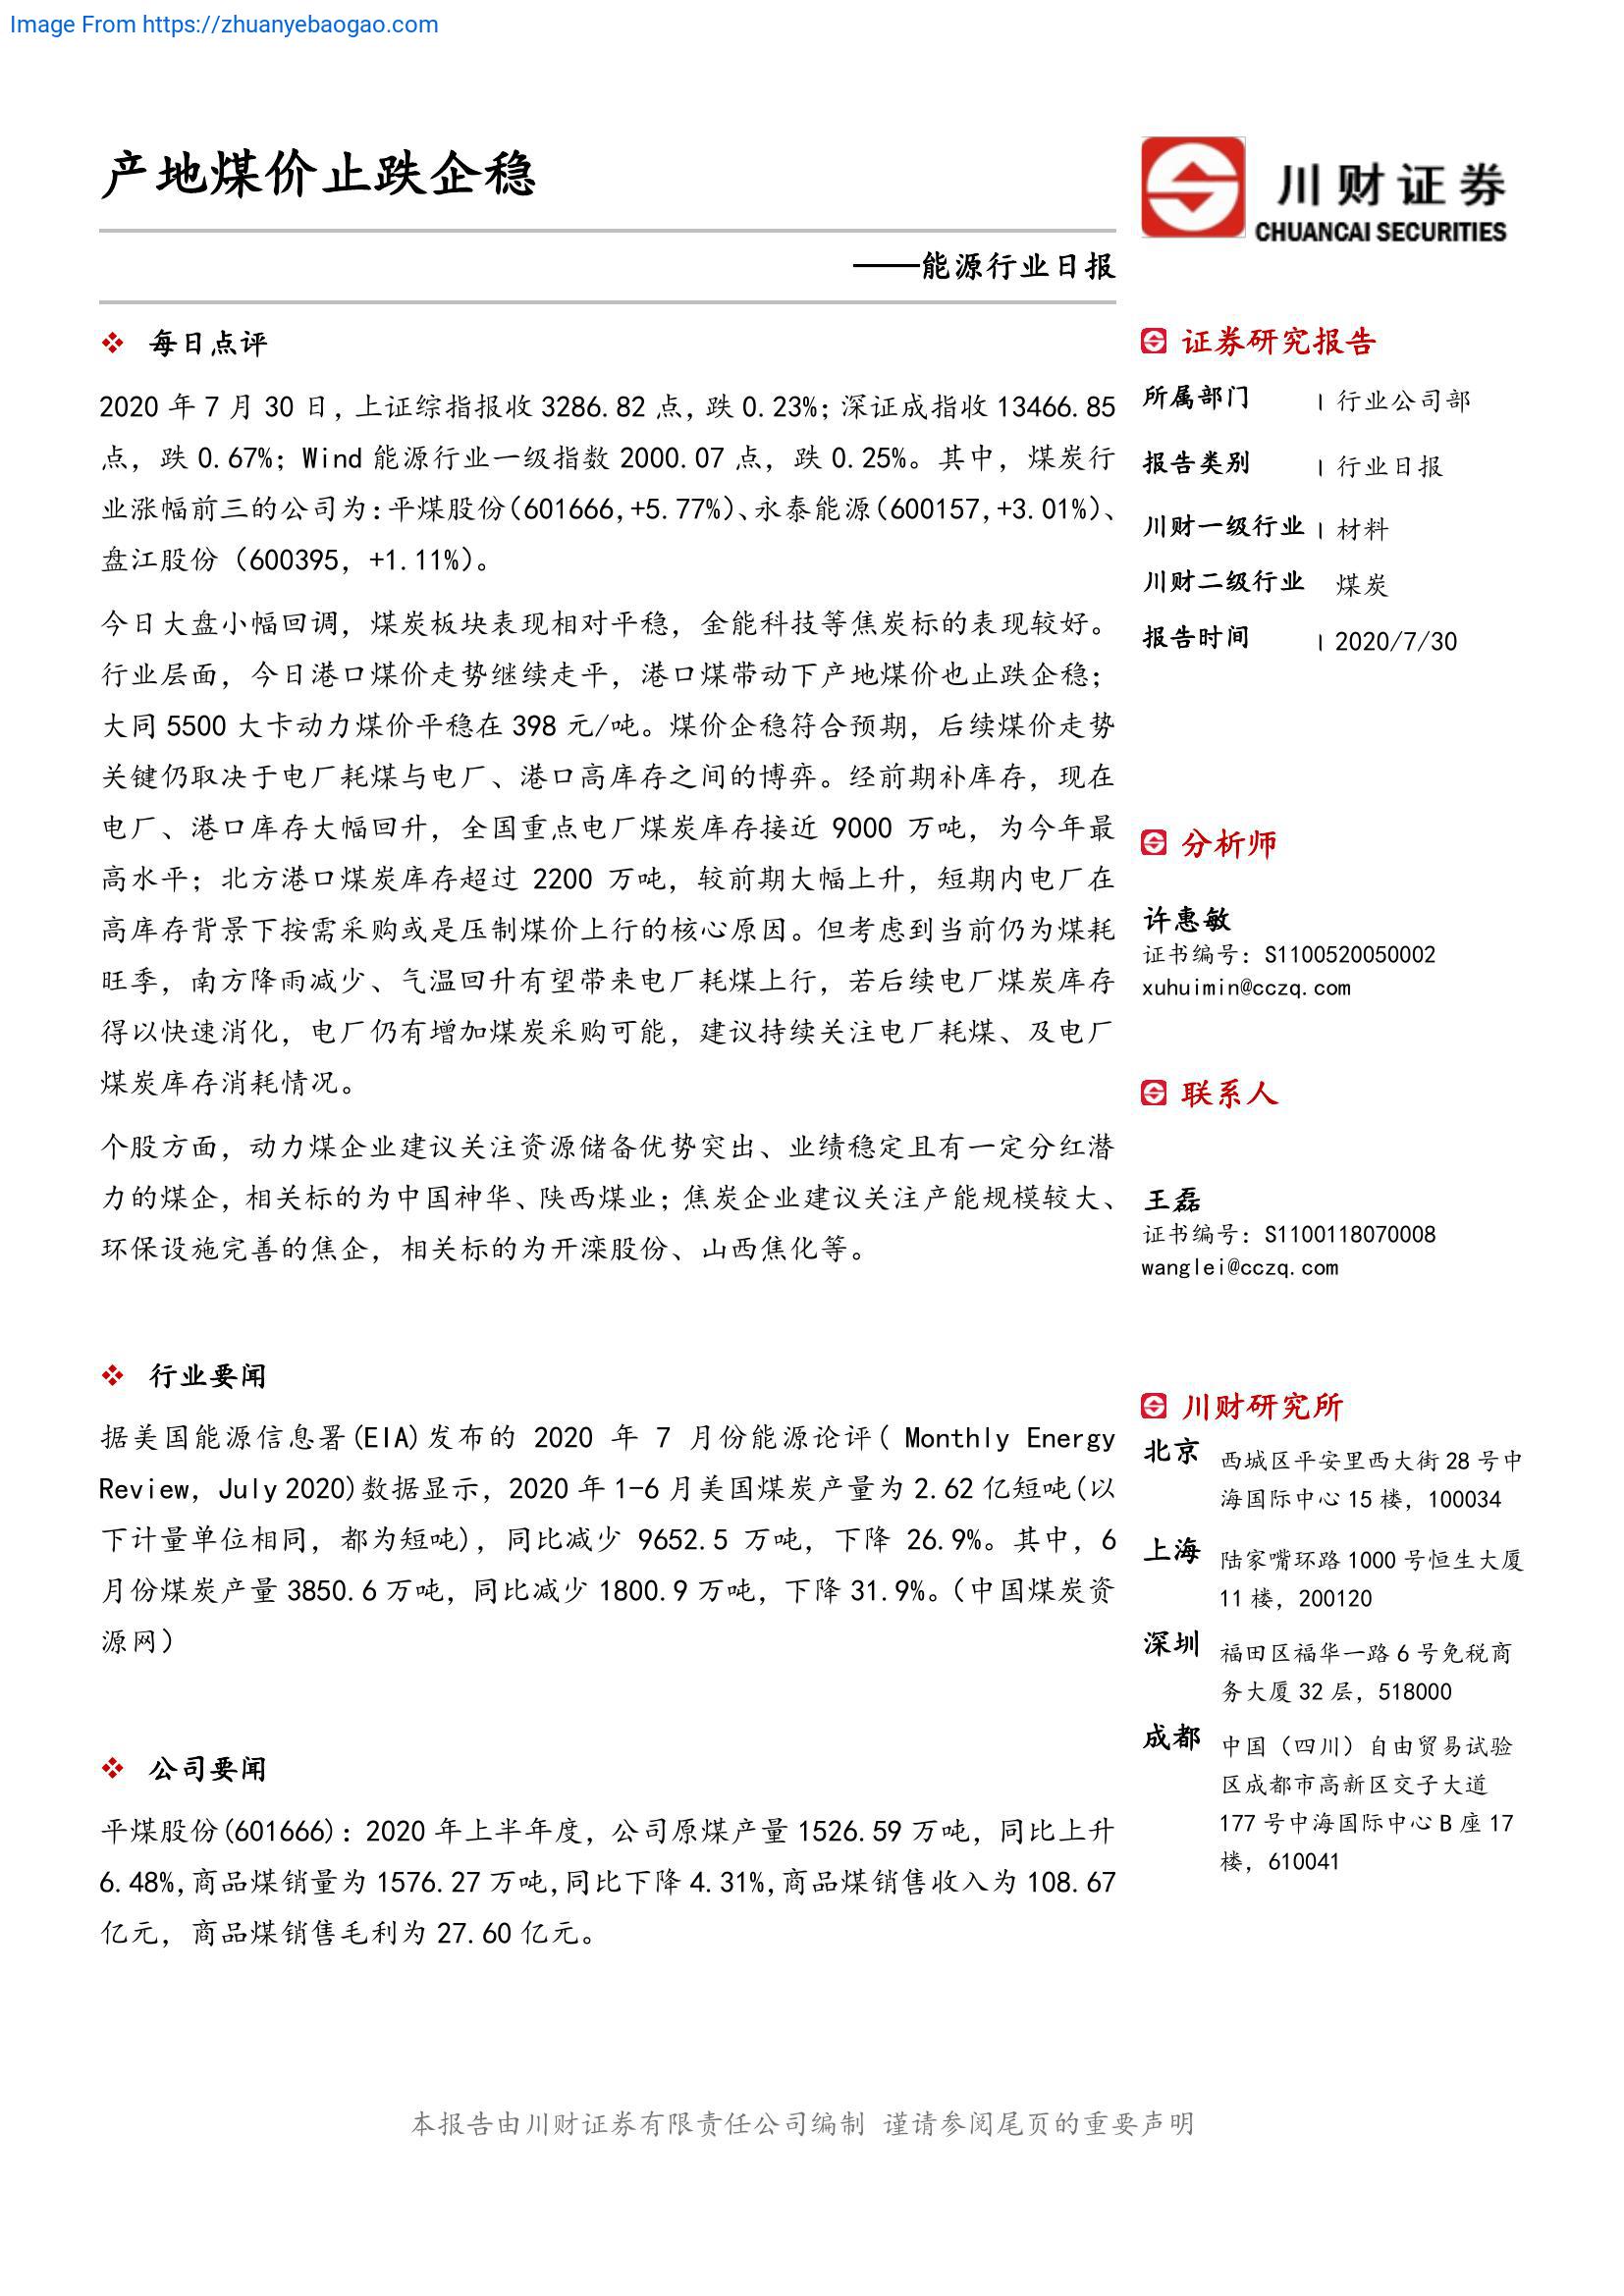 Image From https://zhuanyebaogao.com
产地煤价止跌企稳
川财证券
CHUANCAI SECURITIES
——能源行业日报
❖ 每日点评
2020 年 7 月 30 日，上证综指报收 3286.82 点，跌 0.23%；深证成指收 13466.85
点，跌 0.67%；Wind 能源行业一级指数 2000.07 点，跌 0.25%。其中，煤炭行
业涨幅前三的公司为：平煤股份（601666,+5.77%）、永泰能源（600157,+3.01%）、
盘江股份（600395，+1.11%）。
今日大盘小幅回调，煤炭板块表现相对平稳，金能科技等焦炭标的表现较好。
行业层面，今日港口煤价走势继续走平，港口煤带动下产地煤价也止跌企稳；
大同 5500 大卡动力煤价平稳在 398 元/吨。煤价企稳符合预期，后续煤价走势
关键仍取决于电厂耗煤与电厂、港口高库存之间的博弈。经前期补库存，现在
电厂、港口库存大幅回升，全国重点电厂煤炭库存接近 9000 万吨，为今年最
高水平；北方港口煤炭库存超过 2200 万吨，较前期大幅上升，短期内电厂在
高库存背景下按需采购或是压制煤价上行的核心原因。但考虑到当前仍为煤耗
旺季，南方降雨减少、气温回升有望带来电厂耗煤上行，若后续电厂煤炭库存
得以快速消化，电厂仍有增加煤炭采购可能，建议持续关注电厂耗煤、及电厂
煤炭库存消耗情况。
个股方面，动力煤企业建议关注资源储备优势突出、业绩稳定且有一定分红潜
力的煤企，相关标的为中国神华、陕西煤业；焦炭企业建议关注产能规模较大、
环保设施完善的焦企，相关标的为开滦股份、山西焦化等。
❖ 行业要闻
据美国能源信息署(EIA)发布的 2020 年 7 月份能源论评( Monthly Energy
Review, July 2020)数据显示，2020 年 1-6 月美国煤炭产量为 2.62 亿短吨(以
下计量单位相同，都为短吨)，同比减少 9652.5 万吨，下降 26.9%。其中，6
月份煤炭产量 3850.6 万吨，同比减少 1800.9 万吨，下降 31.9%。（中国煤炭资
源网）
❖ 公司要闻
平煤股份(601666)：2020 年上半年度，公司原煤产量 1526.59 万吨，同比上升
6.48%,商品煤销量为 1576.27 万吨,同比下降 4.31%,商品煤销售收入为 108.67
亿元，商品煤销售毛利为 27.60 亿元。
证券研究报告
所属部门 | 行业公司部
报告类别 | 行业日报
川财一级行业 | 材料
川财二级行业 煤炭
报告时间 | 2020/7/30
分析师
许惠敏
证书编号：S1100520050002
xuhuimin@cczq.com
联系人
王磊
证书编号：S1100118070008
wanglei@cczq.com
川财研究所
北京 西城区平安里西大街 28 号中
海国际中心 15 楼，100034
上海 陆家嘴环路 1000 号恒生大厦
11 楼，200120
深圳 福田区福华一路 6 号免税商
务大厦 32 层，518000
成都 中国（四川）自由贸易试验
区成都市高新区交子大道
177 号中海国际中心 B 座 17
楼，610041
本报告由川财证券有限责任公司编制 谨请参阅尾页的重要声明